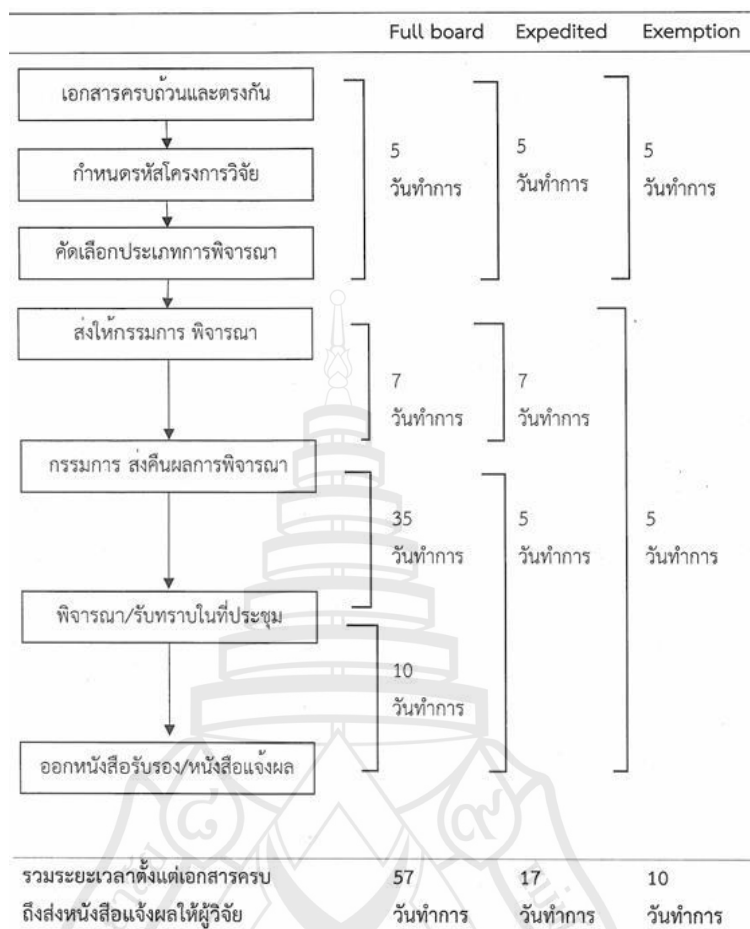 Full board Expedited Exemption
เอกสารครบถ้วนและตรงกัน
กำหนดรหัสโครงการวิจัย
5 5 5
วันทำการ วันทำการ วันทำการ
คัดเลือกประเภทการพิจารณา
ส่งให้กรรมการ พิจารณา
7 7
วันทำการ วันทำการ
กรรมการ ส่งคืนผลการพิจารณา
35 5 5
วันทำการ วันทำการ วันทำการ
พิจารณา/รับทราบในที่ประชุม
10
วันทำการ
ออกหนังสือรับรอง/หนังสือแจ้งผล
รวมระยะเวลาตั้งแต่เอกสารครบ 57 17 10
ถึงส่งหนังสือแจ้งผลให้ผู้วิจัย วันทำการ วันทำการ วันทำการ